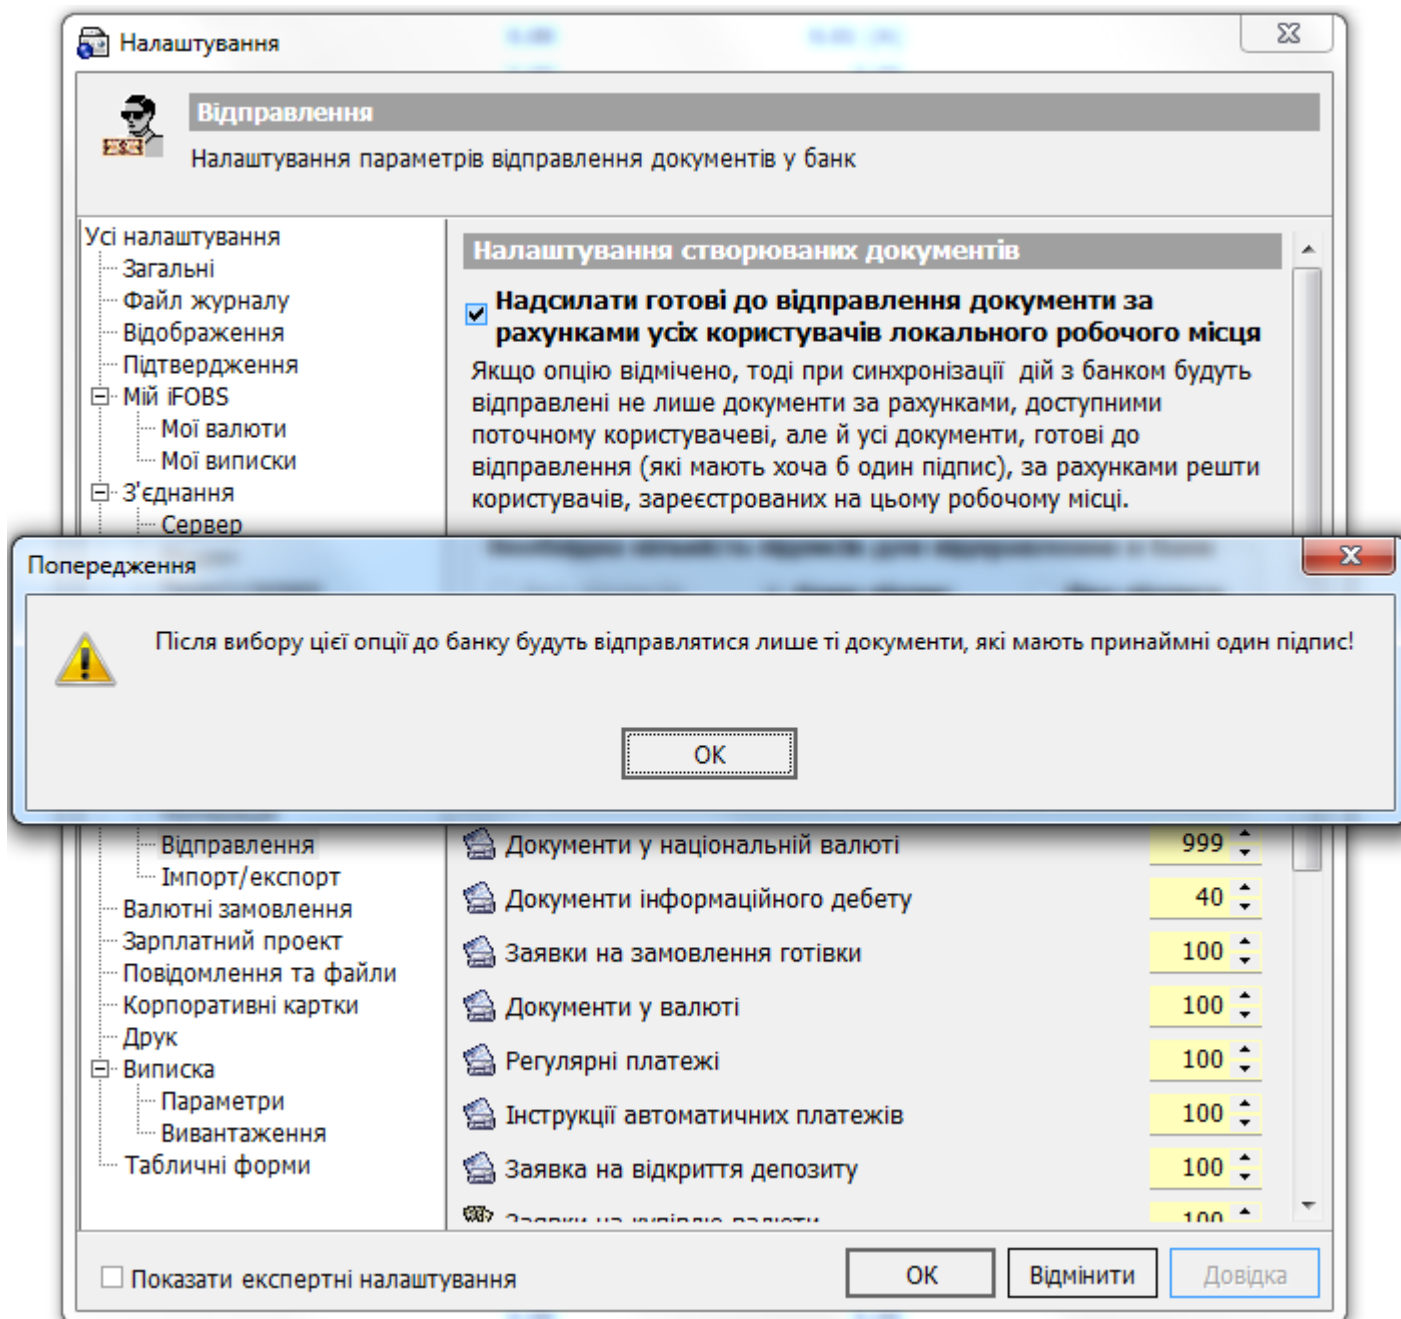 Налаштування
Відправлення
Налаштування параметрів відправлення документів у банк
Усі налаштування
Загальні
Файл журналу
Відображення
Підтвердження
Мій iFOBS
Мої валюти
Мої виписки
З'єднання
Сервер
Налаштування створюваних документів
Надсилати готові до відправлення документи за
рахунками усіх користувачів локального робочого місця
Якщо опцію відмічено, тоді при синхронізації дій з банком будуть
відправлені не лише документи за рахунками, доступними
поточному користувачеві, але й усі документи, готові до
відправлення (які мають хоча б один підпис), за рахунками решти
користувачів, зареєстрованих на цьому робочому місці.
Попередження
Після вибору цієї опції до банку будуть відправлятися лише ті документи, які мають принаймні один підпис!
OK
Відправлення
Імпорт/експорт
Валютні замовлення
Зарплатний проект
Повідомлення та файли
Корпоративні картки
Друк
Виписка
Параметри
Вивантаження
Табличні форми
Документи у національній валюті 999
Документи інформаційного дебету 40
Заявки на замовлення готівки 100
Документи у валюті 100
Регулярні платежі 100
Інструкції автоматичних платежів 100
Заявка на відкриття депозиту 100
Заявки на купівлю валюти 100
Показати експертні налаштування
OK
Відмінити
Довідка